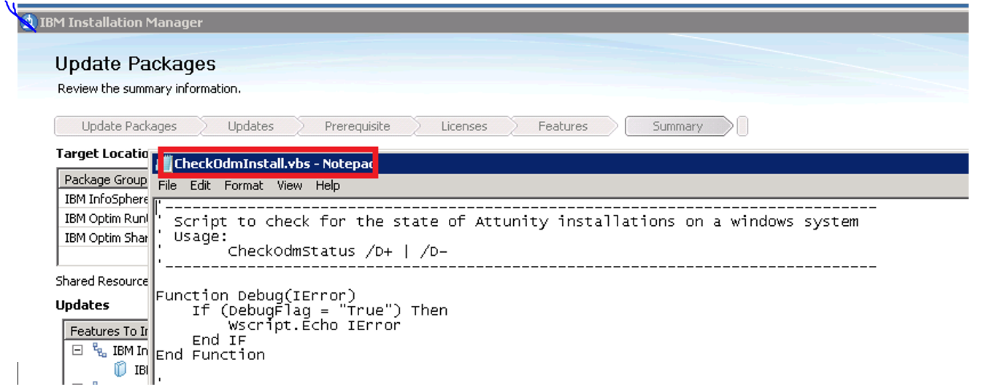 IBM Installation Manager
Update Packages
Review the summary information.
Update Packages Updates Prerequisite Licenses Features Summary
Target Locatio
CheckOdmInstall.vbs - Notepad
Package Group
File Edit Format View Help
IBM InfoSphere
IBM Optim Run
IBM Optim Shar
'-----------------------------------------------------------------------------
' Script to check for the state of Attunity installations on a windows system
' Usage:
' CheckOdmStatus /D+ | /D-
'-----------------------------------------------------------------------------
Shared Resource
Updates
Features To I
IBM In
IB
Function Debug(IError)
If (DebugFlag = "True") Then
Wscript.Echo IError
End IF
End Function
'